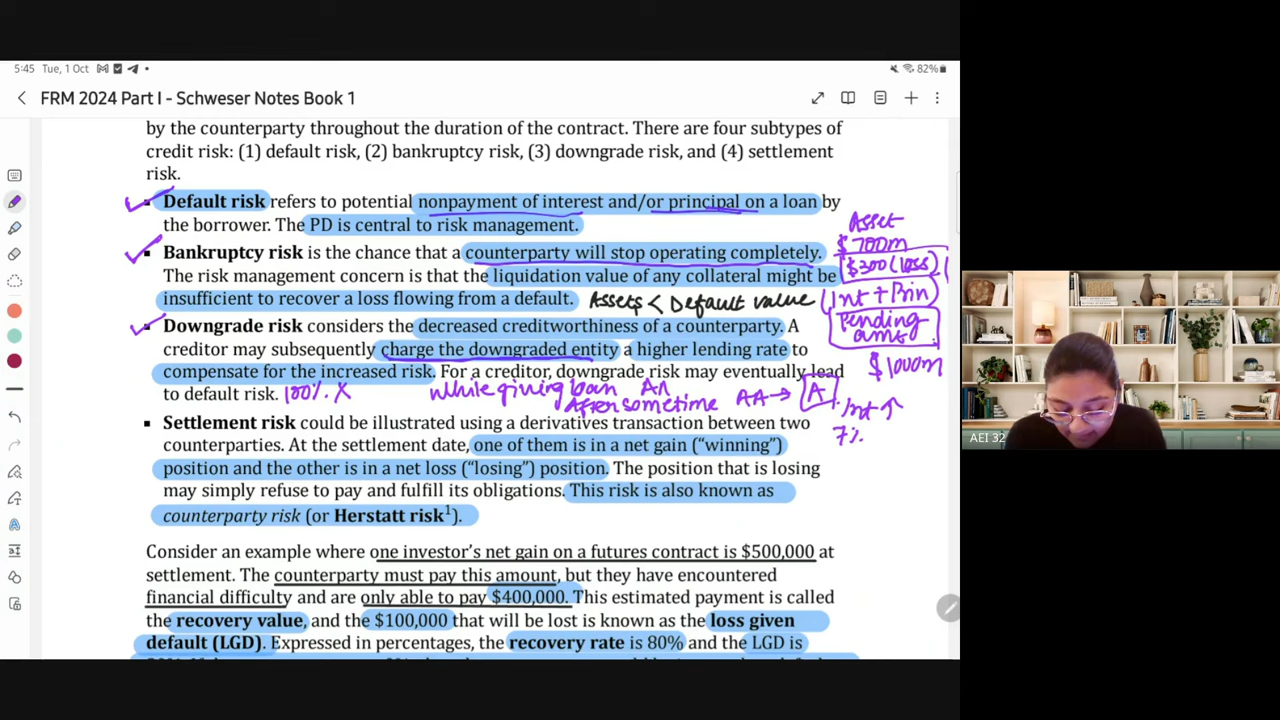 5:45 Tue, 1 Oct
82%
FRM 2024 Part I - Schweser Notes Book 1
by the counterparty throughout the duration of the contract. There are four subtypes of
credit risk: (1) default risk, (2) bankruptcy risk, (3) downgrade risk, and (4) settlement
risk.
▪ Default risk refers to potential nonpayment of interest and/or principal on a loan by
the borrower. The PD is central to risk management.
▪ Bankruptcy risk is the chance that a counterparty will stop operating completely.
The risk management concern is that the liquidation value of any collateral might be
insufficient to recover a loss flowing from a default.
Assets < Default value
Asset
$700m
$300 (loss)
(Int + Prin)
Pending
amt
$1000m
▪ Downgrade risk considers the decreased creditworthiness of a counterparty. A
creditor may subsequently charge the downgraded entity a higher lending rate to
compensate for the increased risk. For a creditor, downgrade risk may eventually lead
to default risk.
100% X
While giving loan AA
After sometime AA → A
Int ↑
7%
▪ Settlement risk could be illustrated using a derivatives transaction between two
counterparties. At the settlement date, one of them is in a net gain (“winning”)
position and the other is in a net loss (“losing”) position. The position that is losing
may simply refuse to pay and fulfill its obligations. This risk is also known as
counterparty risk (or Herstatt risk1).
Consider an example where one investor’s net gain on a futures contract is $500,000 at
settlement. The counterparty must pay this amount, but they have encountered
financial difficulty and are only able to pay $400,000. This estimated payment is called
the recovery value, and the $100,000 that will be lost is known as the loss given
default (LGD). Expressed in percentages, the recovery rate is 80% and the LGD is
AEI 32